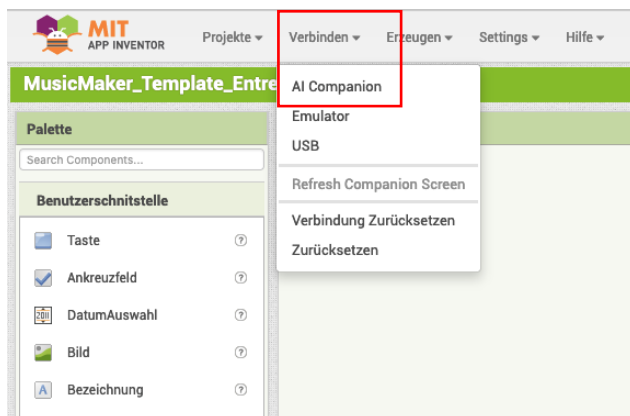 MIT
APP INVENTOR
Projekte
Verbinden
Erzeugen
Settings
Hilfe
MusicMaker_Template_Entre
AI Companion
Emulator
USB
Refresh Companion Screen
Verbindung Zurücksetzen
Zurücksetzen
Palette
Search Components...
Benutzerschnitstelle
Taste ?
Ankreuzfeld ?
DatumAuswahl ?
Bild ?
Bezeichnung ?